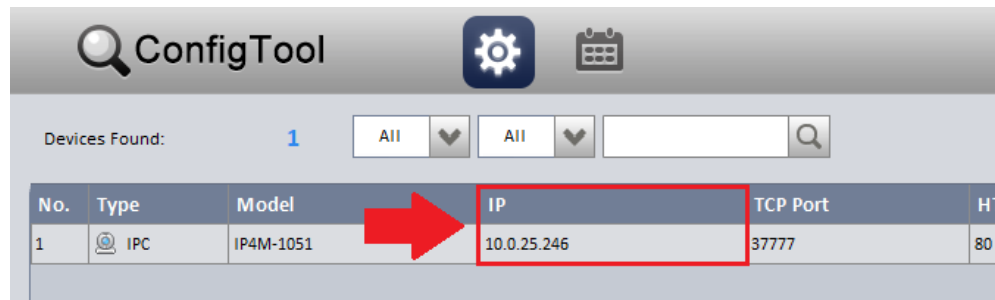 ConfigTool
Devices Found: 1 All All
No. Type Model IP TCP Port
1 IPC IP4M-1051 10.0.25.246 37777 80